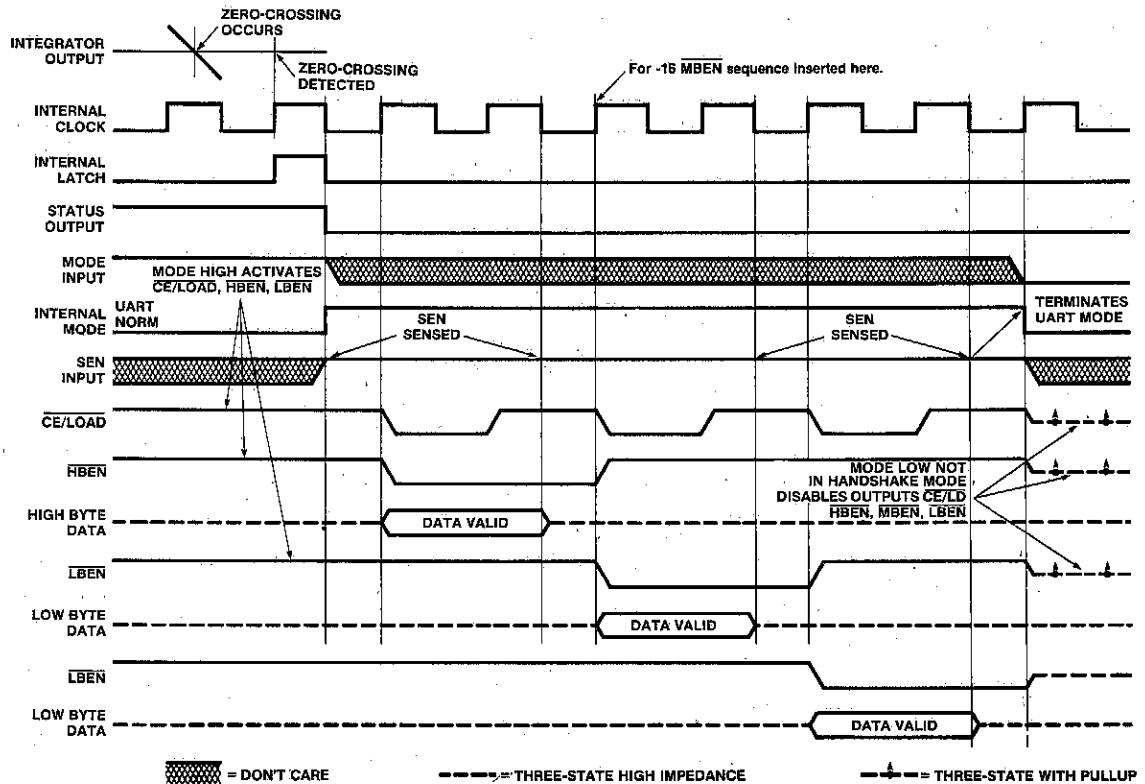 ZERO-CROSSING
OCCURS
INTEGRATOR
OUTPUT
ZERO-CROSSING
DETECTED
For -16 MBEN sequence inserted here.
INTERNAL
CLOCK
INTERNAL
LATCH
STATUS
OUTPUT
MODE
INPUT
MODE HIGH ACTIVATES
CE/LOAD, HBEN, LBEN
INTERNAL
MODE
UART
NORM
SEN
SENSED
SEN
SENSED
TERMINATES
UART MODE
SEN
INPUT
CE/LOAD
HBEN
MODE LOW NOT
IN HANDSHAKE MODE
DISABLES OUTPUTS CE/LD
HBEN, MBEN, LBEN
HIGH BYTE
DATA
DATA VALID
LBEN
LOW BYTE
DATA
DATA VALID
LBEN
LOW BYTE
DATA
DATA VALID
= DON'T CARE
= THREE-STATE HIGH IMPEDANCE
= THREE-STATE WITH PULLUP